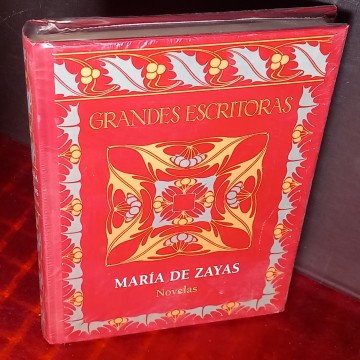 GRANDES ESCRITORAS
MARÍA DE ZAYAS
Novelas